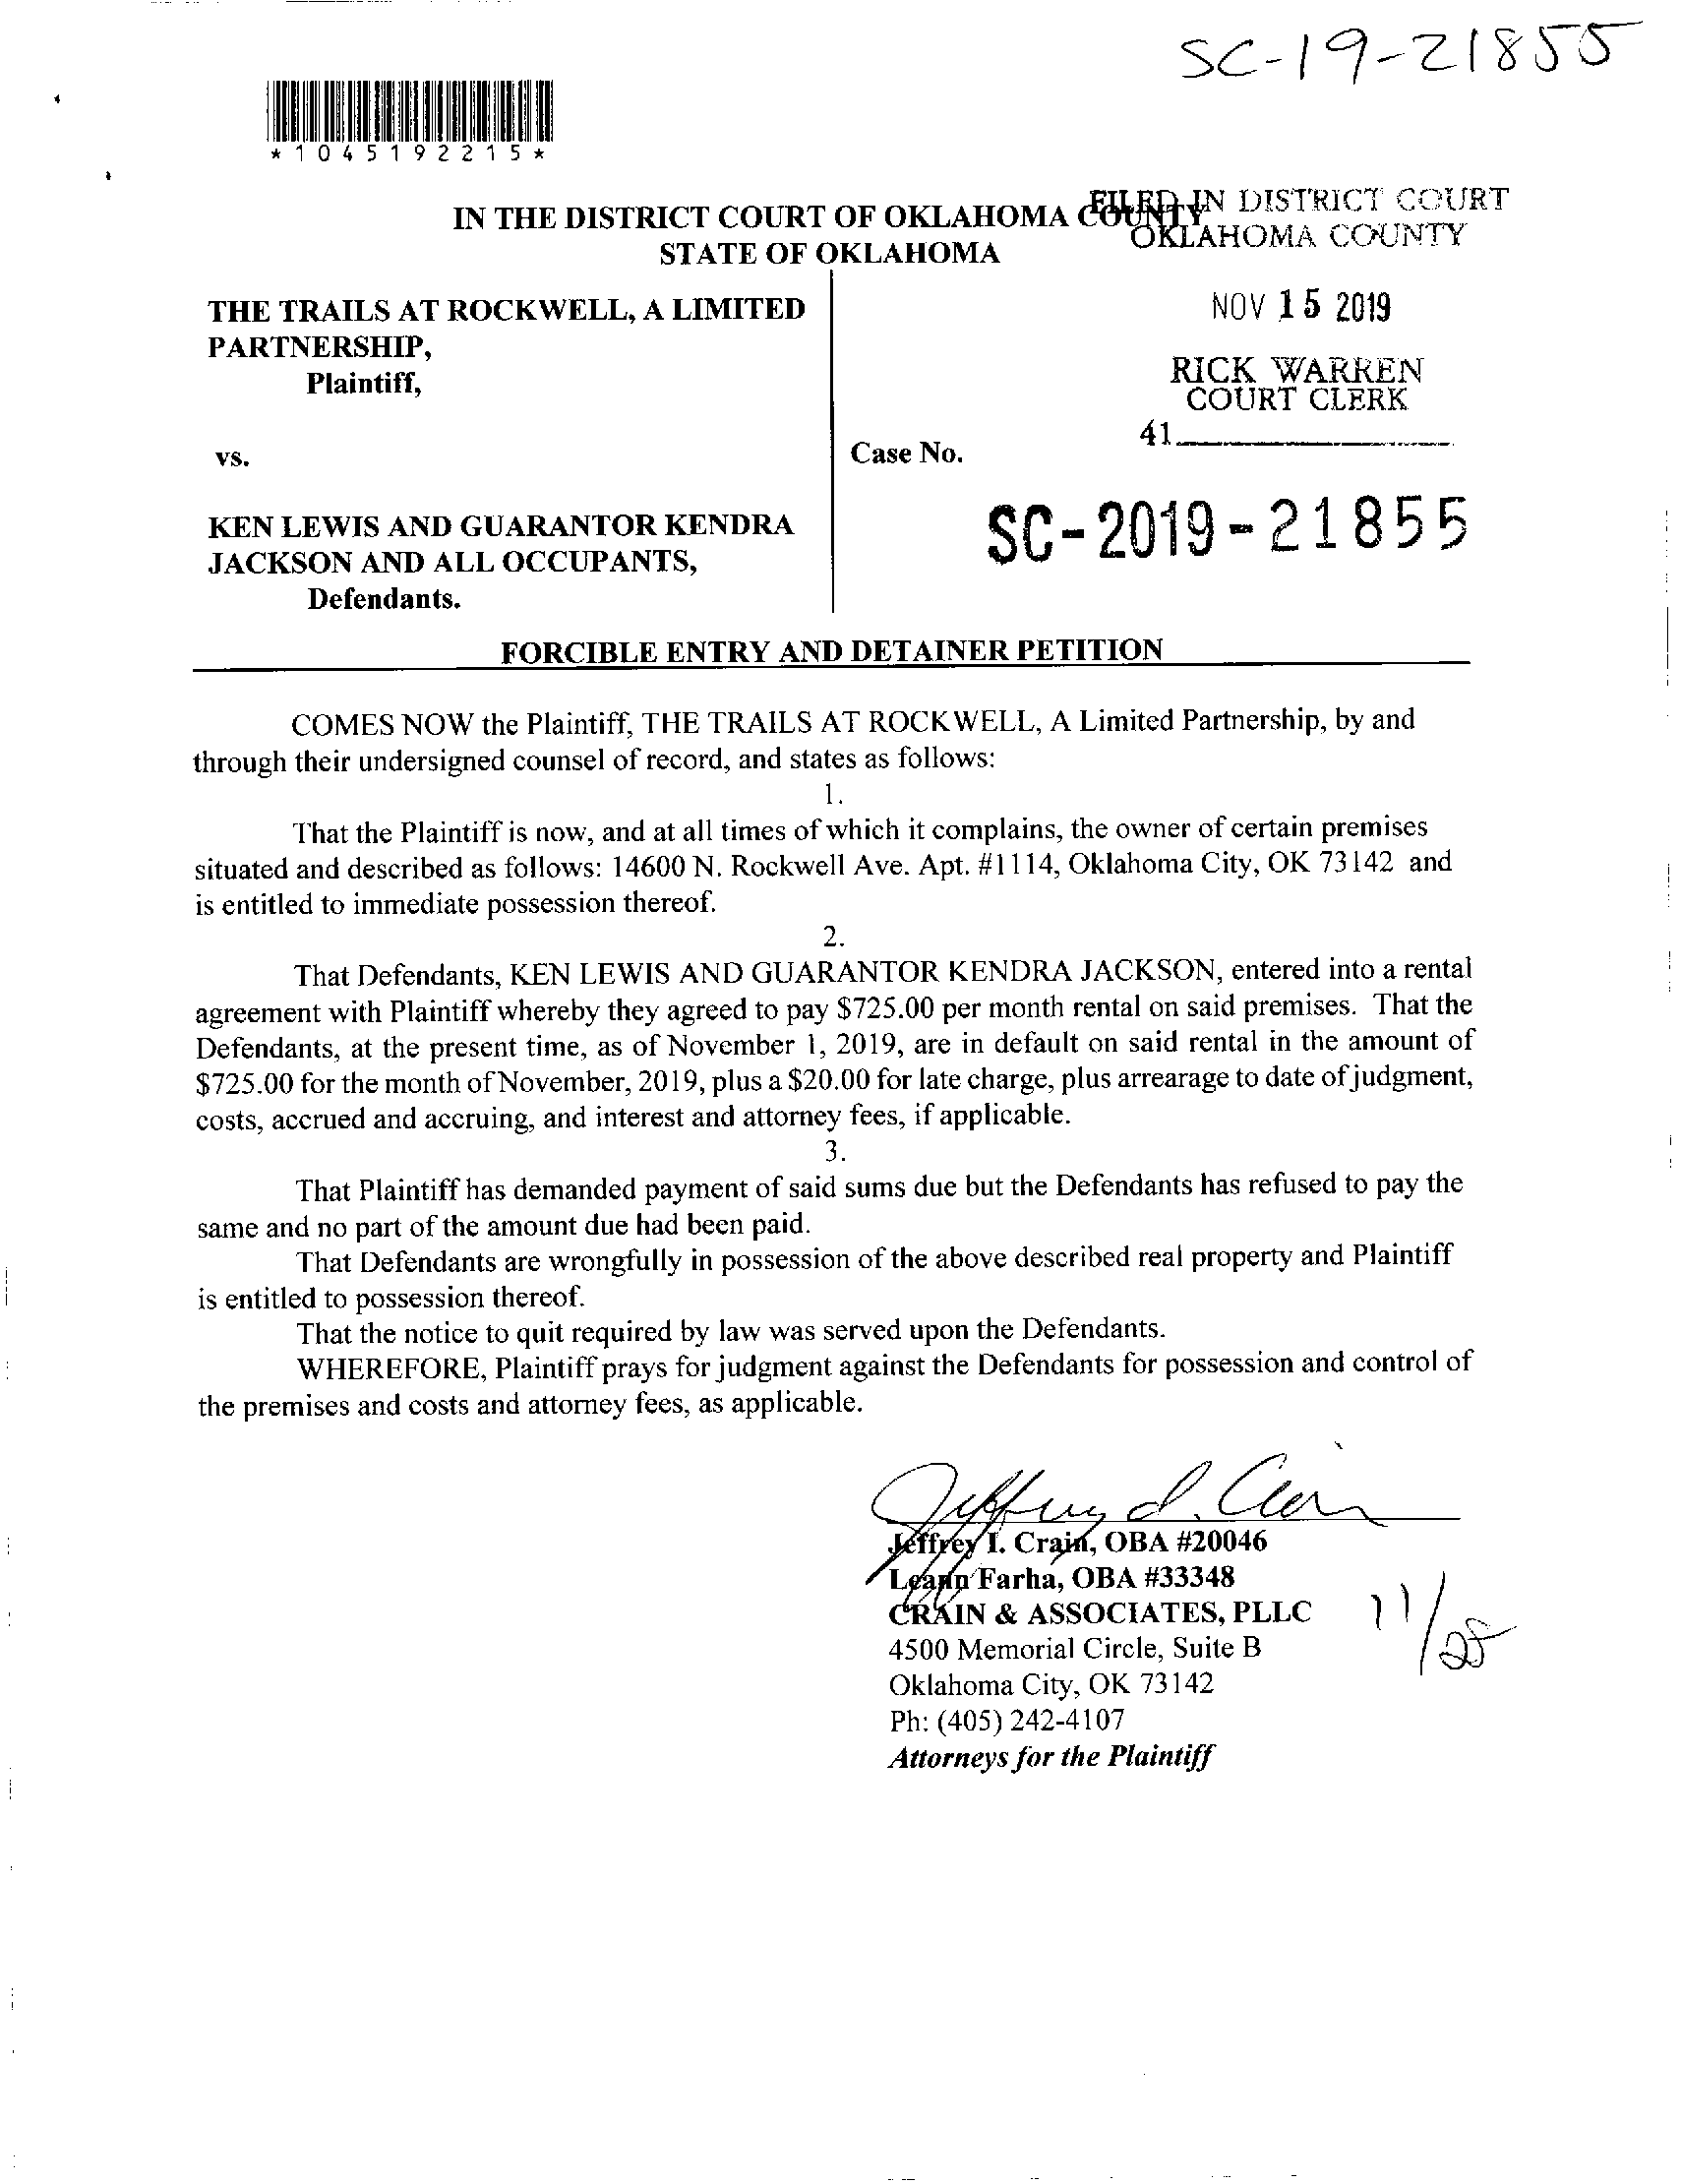 SC-19-21855
*1045192215*
IN THE DISTRICT COURT OF OKLAHOMA COUNTY
STATE OF OKLAHOMA
FILED IN DISTRICT COURT
OKLAHOMA COUNTY
NOV 15 2019
RICK WARREN
COURT CLERK
41
THE TRAILS AT ROCKWELL, A LIMITED
PARTNERSHIP,
Plaintiff,
vs.
Case No.
SC-2019-21855
KEN LEWIS AND GUARANTOR KENDRA
JACKSON AND ALL OCCUPANTS,
Defendants.
FORCIBLE ENTRY AND DETAINER PETITION
COMES NOW the Plaintiff, THE TRAILS AT ROCKWELL, A Limited Partnership, by and
through their undersigned counsel of record, and states as follows:
1.
That the Plaintiff is now, and at all times of which it complains, the owner of certain premises
situated and described as follows: 14600 N. Rockwell Ave. Apt. #1114, Oklahoma City, OK 73142 and
is entitled to immediate possession thereof.
2.
That Defendants, KEN LEWIS AND GUARANTOR KENDRA JACKSON, entered into a rental
agreement with Plaintiff whereby they agreed to pay $725.00 per month rental on said premises. That the
Defendants, at the present time, as of November 1, 2019, are in default on said rental in the amount of
$725.00 for the month of November, 2019, plus a $20.00 for late charge, plus arrearage to date of judgment,
costs, accrued and accruing, and interest and attorney fees, if applicable.
3.
That Plaintiff has demanded payment of said sums due but the Defendants has refused to pay the
same and no part of the amount due had been paid.
That Defendants are wrongfully in possession of the above described real property and Plaintiff
is entitled to possession thereof.
That the notice to quit required by law was served upon the Defendants.
WHEREFORE, Plaintiff prays for judgment against the Defendants for possession and control of
the premises and costs and attorney fees, as applicable.
Jeffrey I. Crain, OBA #20046
Leann Farha, OBA #33348
CRAIN & ASSOCIATES, PLLC
4500 Memorial Circle, Suite B
Oklahoma City, OK 73142
Ph: (405) 242-4107
Attorneys for the Plaintiff